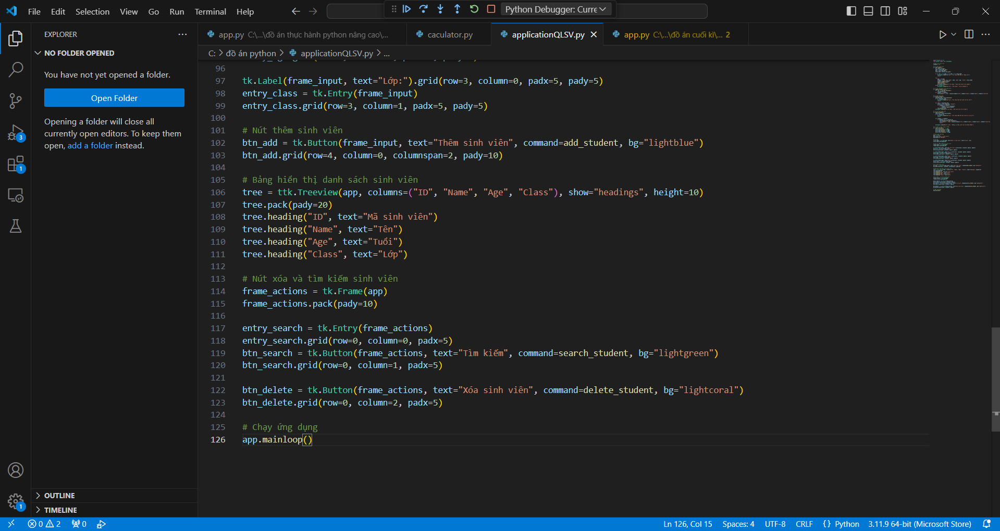 File Edit Selection View Go Run Terminal Help
Python Debugger: Curre
EXPLORER
NO FOLDER OPENED
You have not yet opened a folder.
Open Folder
Opening a folder will close all
currently open editors. To keep them
open, add a folder instead.
OUTLINE
TIMELINE
3
1
1
app.py C:\...\đồ án thực hành python nâng cao\...
caculator.py
applicationQLSV.py
app.py C:\...\đồ án cuối kì\... 2
C: > đồ án python > applicationQLSV.py > ...
96
97 tk.Label(frame_input, text="Lớp:").grid(row=3, column=0, padx=5, pady=5)
98 entry_class = tk.Entry(frame_input)
99 entry_class.grid(row=3, column=1, padx=5, pady=5)
100
101 # Nút thêm sinh viên
102 btn_add = tk.Button(frame_input, text="Thêm sinh viên", command=add_student, bg="lightblue")
103 btn_add.grid(row=4, column=0, columnspan=2, pady=10)
104
105 # Bảng hiển thị danh sách sinh viên
106 tree = ttk.Treeview(app, columns=("ID", "Name", "Age", "Class"), show="headings", height=10)
107 tree.pack(pady=20)
108 tree.heading("ID", text="Mã sinh viên")
109 tree.heading("Name", text="Tên")
110 tree.heading("Age", text="Tuổi")
111 tree.heading("Class", text="Lớp")
112
113 # Nút xóa và tìm kiếm sinh viên
114 frame_actions = tk.Frame(app)
115 frame_actions.pack(pady=10)
116
117 entry_search = tk.Entry(frame_actions)
118 entry_search.grid(row=0, column=0, padx=5)
119 btn_search = tk.Button(frame_actions, text="Tìm kiếm", command=search_student, bg="lightgreen")
120 btn_search.grid(row=0, column=1, padx=5)
121
122 btn_delete = tk.Button(frame_actions, text="Xóa sinh viên", command=delete_student, bg="lightcoral")
123 btn_delete.grid(row=0, column=2, padx=5)
124
125 # Chạy ứng dụng
126 app.mainloop()
0 2 0
Ln 126, Col 15 Spaces: 4 UTF-8 CRLF {} Python 3.11.9 64-bit (Microsoft Store)